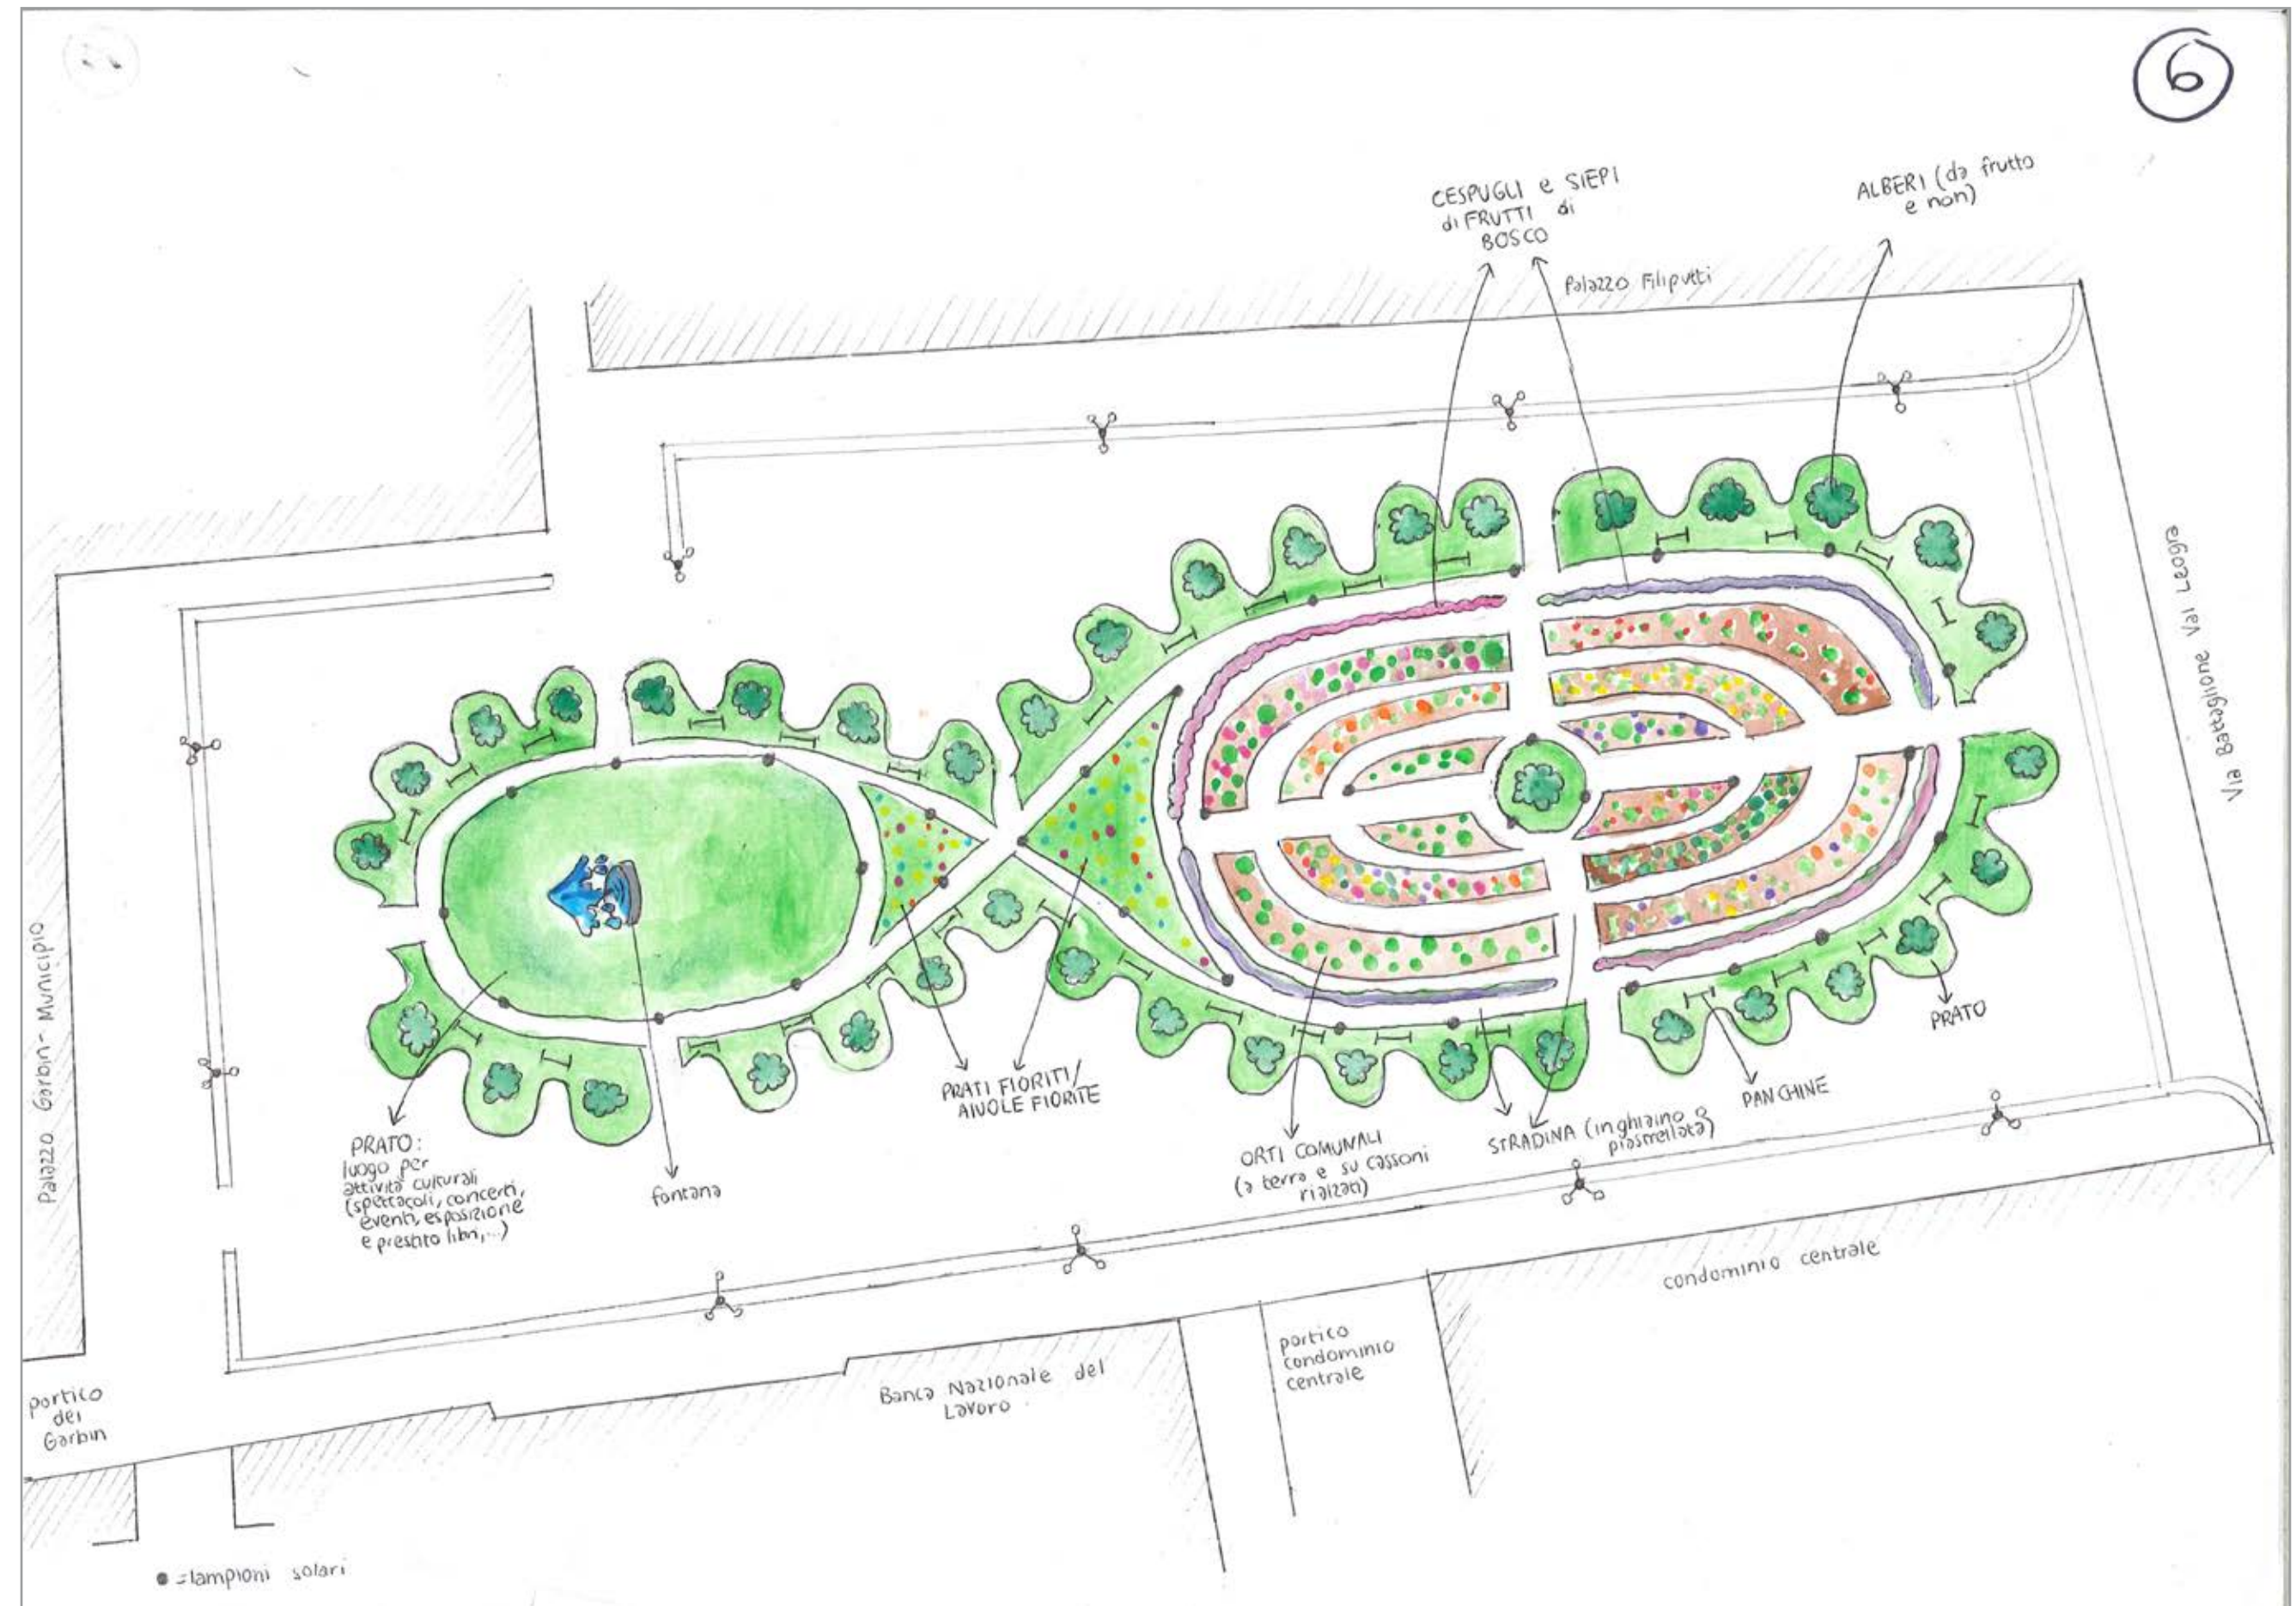 6
CESPUGLI e SIEPI
di FRUTTI di
BOSCO
ALBERI (da frutto
e non)
Palazzo Filiputti
Via Battaglione Val Leogra
Palazzo Garbin - Municipio
PRATO:
luogo per
attività culturali
(spettacoli, concerti,
eventi, esposizione
e prestito libri,...)
fontana
PRATI FIORITI/
AIUOLE FIORITE
ORTI COMUNALI
(a terra e su cassoni
rialzati)
STRADINA (in ghiaino o
piastrellata)
PANCHINE
PRATO
condominio centrale
portico
condominio
centrale
Banca Nazionale del
Lavoro
portico
dei
Garbin
= lampioni solari